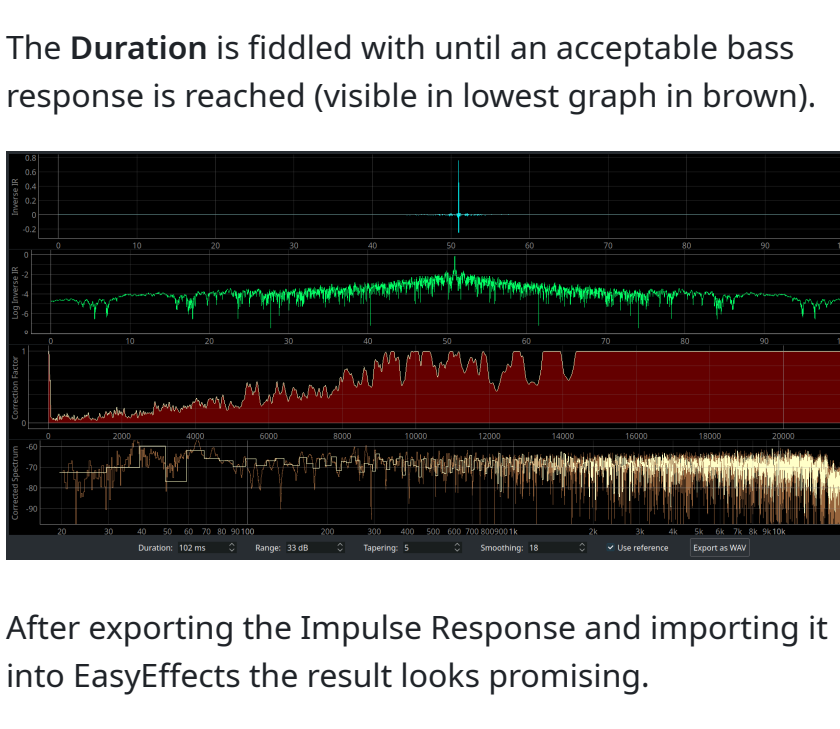 The Duration is fiddled with until an acceptable bass
response is reached (visible in lowest graph in brown).
Inverse IR
0.8
0.6
0.4
0.2
0
-0.2
0 10 20 30 40 50 60 70 80 90
Log Inverse IR
0
-2
-4
-6
0 10 20 30 40 50 60 70 80 90
Correction Factor
1
0
0 2000 4000 6000 8000 10000 12000 14000 16000 18000 20000
Corrected Spectrum
-60
-70
-80
-90
20 30 40 50 60 70 80 90 100 200 300 400 500 600 700 800 900 1k 2k 3k 4k 5k 6k 7k 8k 9k 10k
Duration: 102 ms Range: 33 dB Tapering: 5 Smoothing: 18 Use reference Export as WAV
After exporting the Impulse Response and importing it
into EasyEffects the result looks promising.